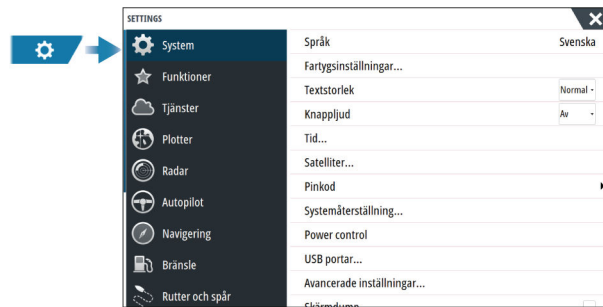 SETTINGS
System
Funktioner
Tjänster
Plotter
Radar
Autopilot
Navigering
Bränsle
Rutter och spår
Språk Svenska
Fartygsinställningar...
Textstorlek Normal
Knappljud Av
Tid...
Satelliter...
Pinkod
Systemåterställning...
Power control
USB portar...
Avancerade inställningar...
Skärmdump